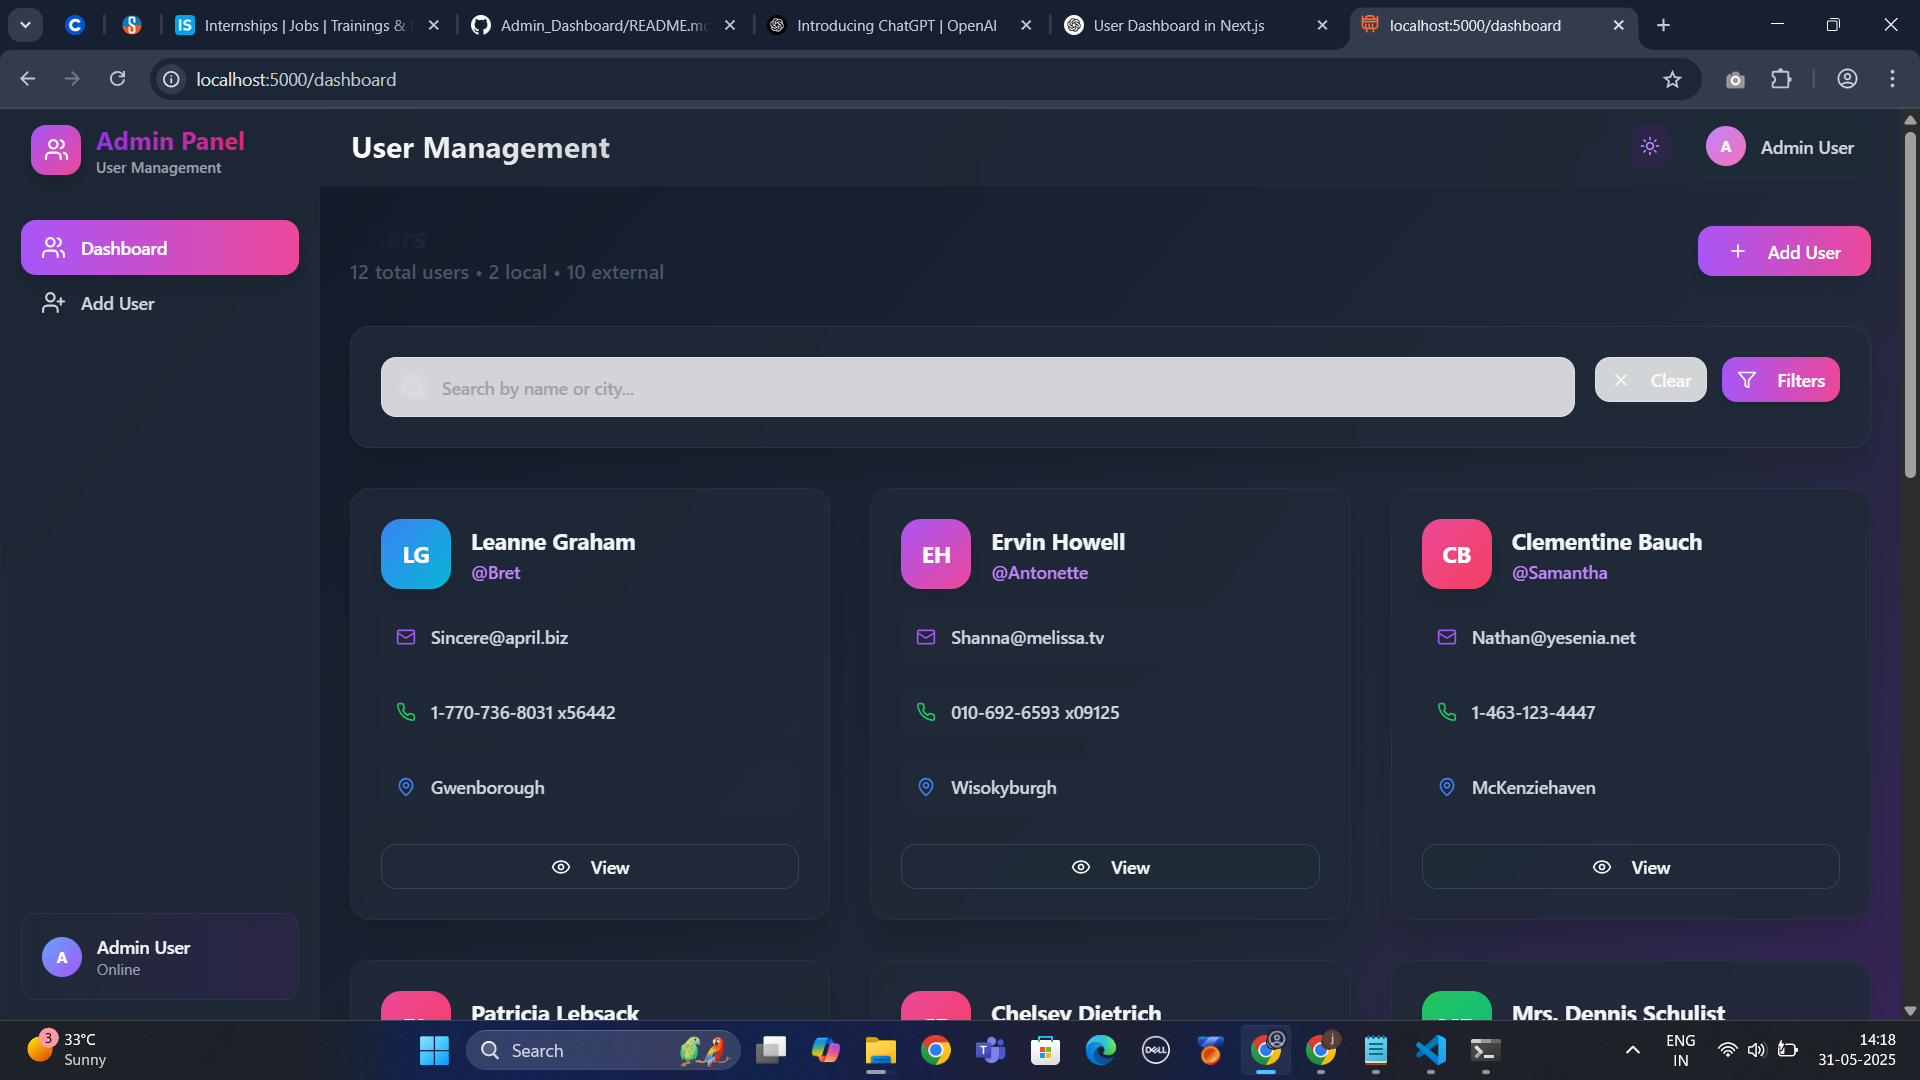 Internships | Jobs | Trainings &
Admin_Dashboard/README.md
Introducing ChatGPT | OpenAI
User Dashboard in Next.js
localhost:5000/dashboard
localhost:5000/dashboard
Admin Panel
User Management
User Management
A
Admin User
Dashboard
Add User
Users
12 total users • 2 local • 10 external
Add User
Search by name or city...
Clear
Filters
LG
Leanne Graham
@Bret
Sincere@april.biz
1-770-736-8031 x56442
Gwenborough
View
EH
Ervin Howell
@Antonette
Shanna@melissa.tv
010-692-6593 x09125
Wisokyburgh
View
CB
Clementine Bauch
@Samantha
Nathan@yesenia.net
1-463-123-4447
McKenziehaven
View
A
Admin User
Online
Patricia Lebsack
Chelsey Dietrich
Mrs. Dennis Schulist
3
33°C
Sunny
Search
DELL
j
ENG
IN
14:18
31-05-2025